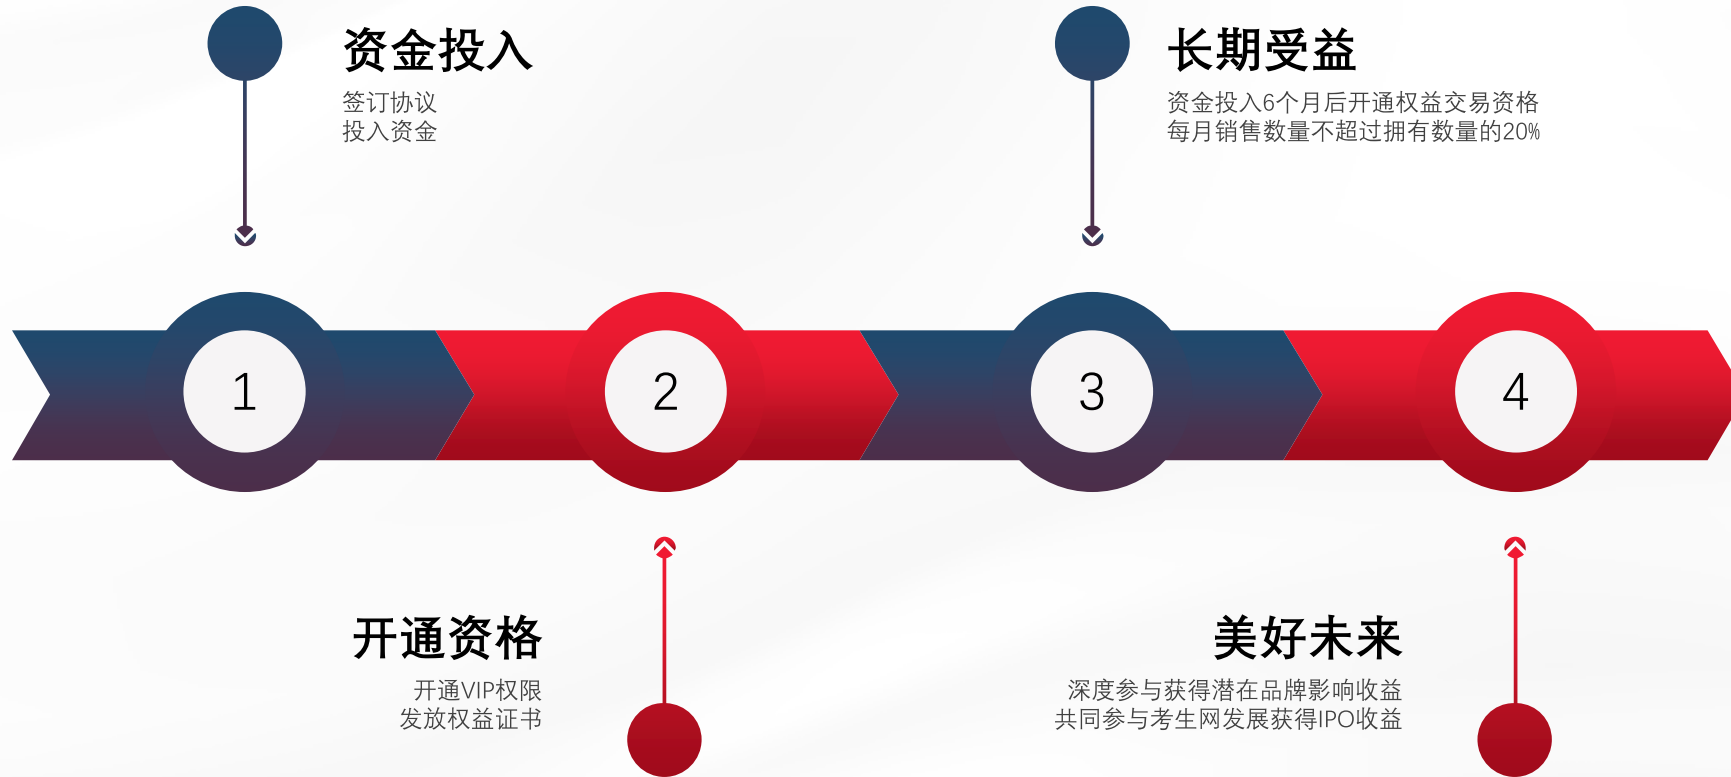 资金投入
签订协议
投入资金
长期受益
资金投入6个月后开通权益交易资格
每月销售数量不超过拥有数量的20%
1
2
3
4
开通资格
开通VIP权限
发放权益证书
美好未来
深度参与获得潜在品牌影响收益
共同参与考生网发展获得IPO收益